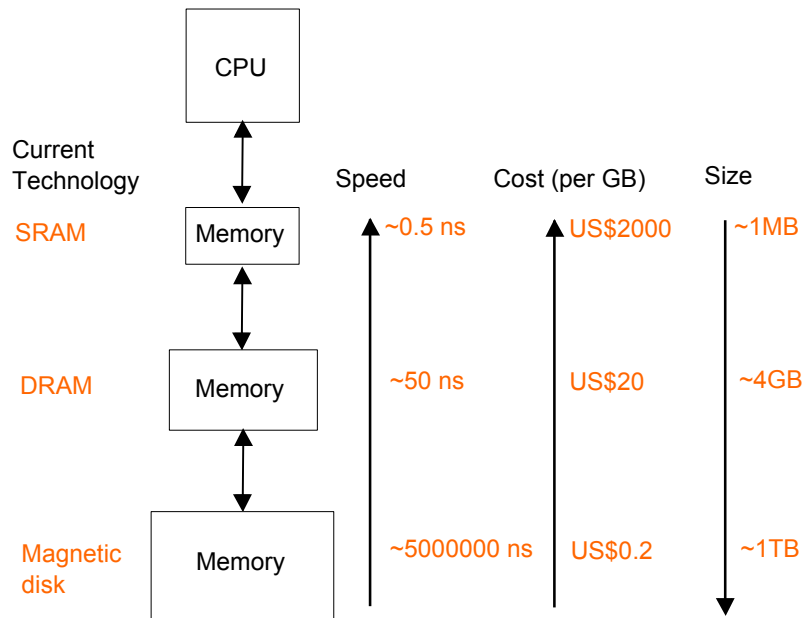 CPU
Current
Technology
Speed
Cost (per GB)
Size
SRAM
Memory
~0.5 ns
US$2000
~1MB
DRAM
Memory
~50 ns
US$20
~4GB
Magnetic
disk
Memory
~5000000 ns
US$0.2
~1TB